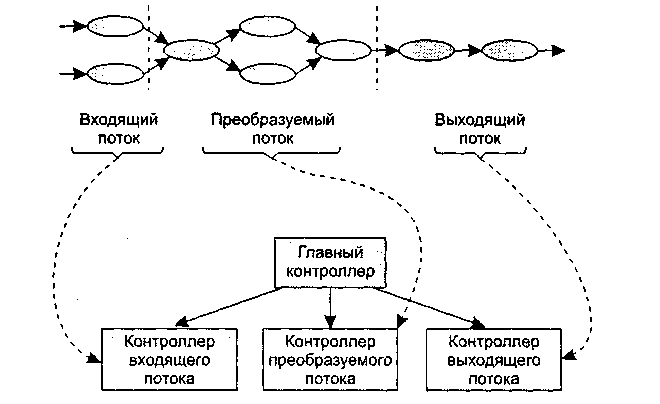 Входящий
поток
Преобразуемый
поток
Выходящий
поток
Главный
контроллер
Контроллер
входящего
потока
Контроллер
преобразуемого
потока
Контроллер
выходящего
потока